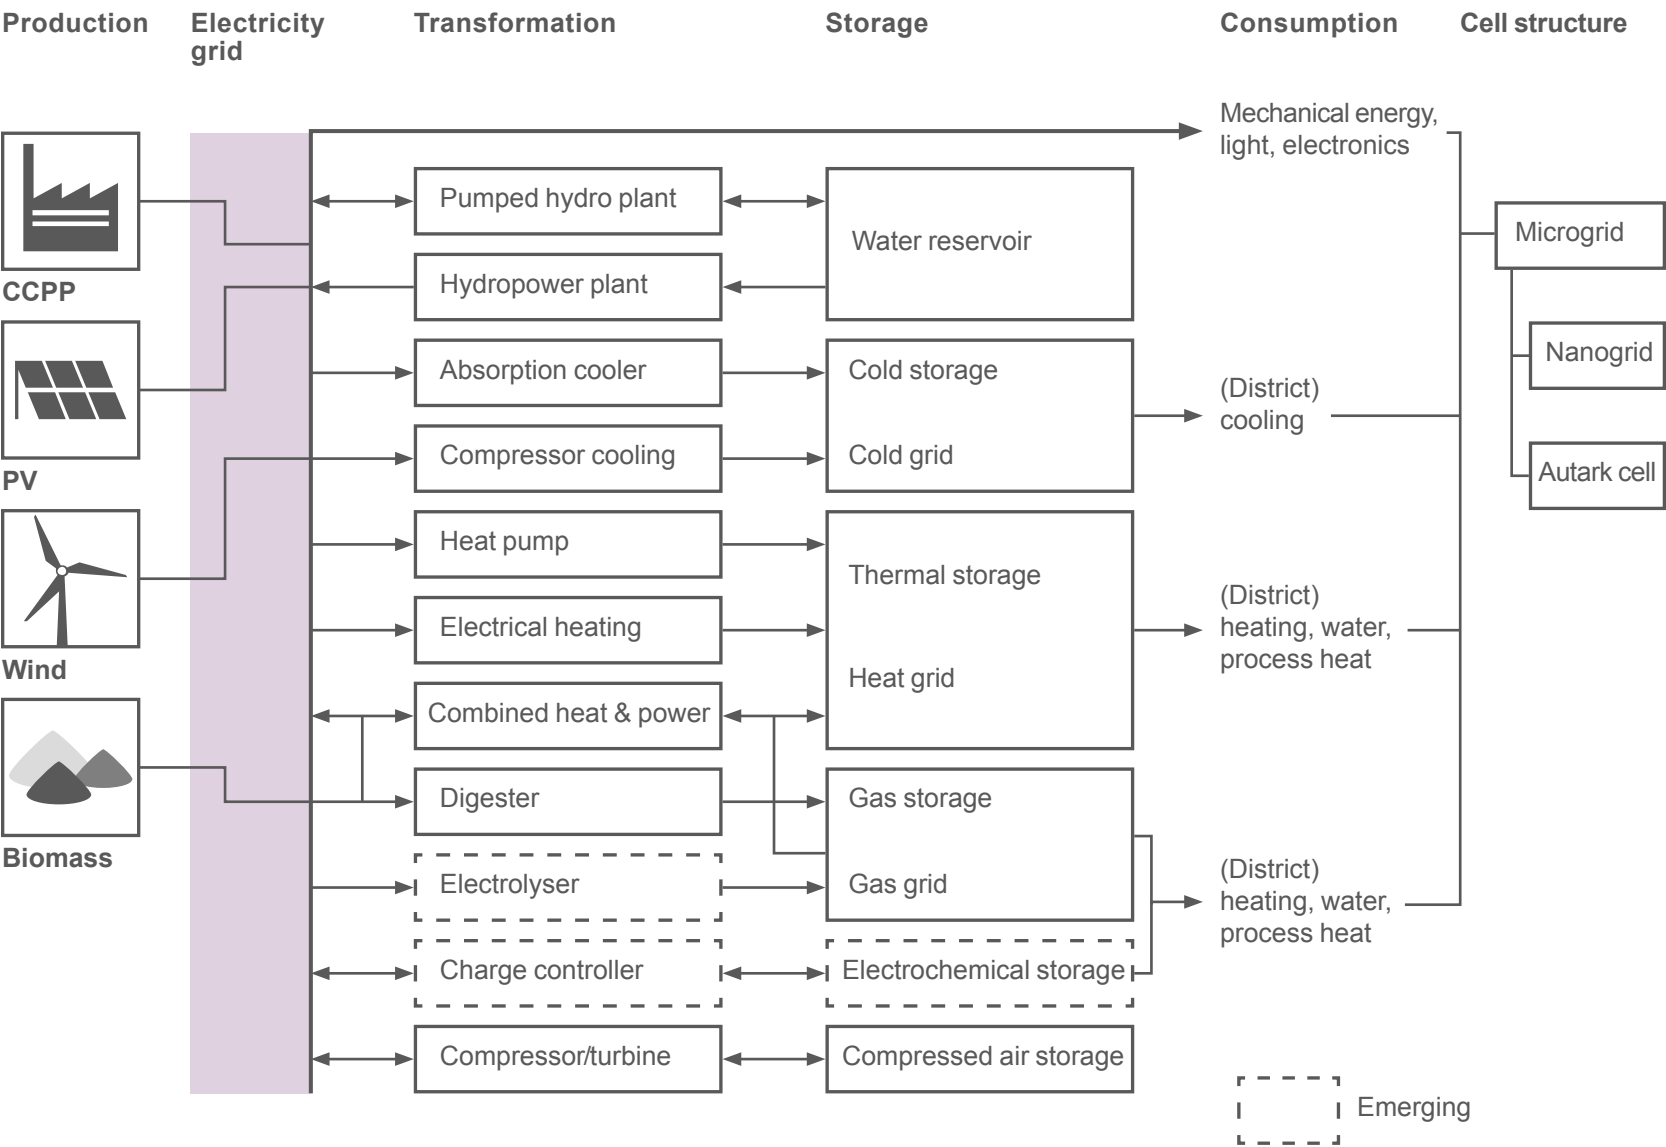 Production
Electricity
grid
Transformation
Storage
Consumption
Cell structure
CCPP
PV
Wind
Biomass
Pumped hydro plant
Hydropower plant
Absorption cooler
Compressor cooling
Heat pump
Electrical heating
Combined heat & power
Digester
Electrolyser
Charge controller
Compressor/turbine
Water reservoir
Cold storage
Cold grid
Thermal storage
Heat grid
Gas storage
Gas grid
Electrochemical storage
Compressed air storage
Mechanical energy,
light, electronics
(District)
cooling
(District)
heating, water,
process heat
(District)
heating, water,
process heat
Microgrid
Nanogrid
Autark cell
Emerging